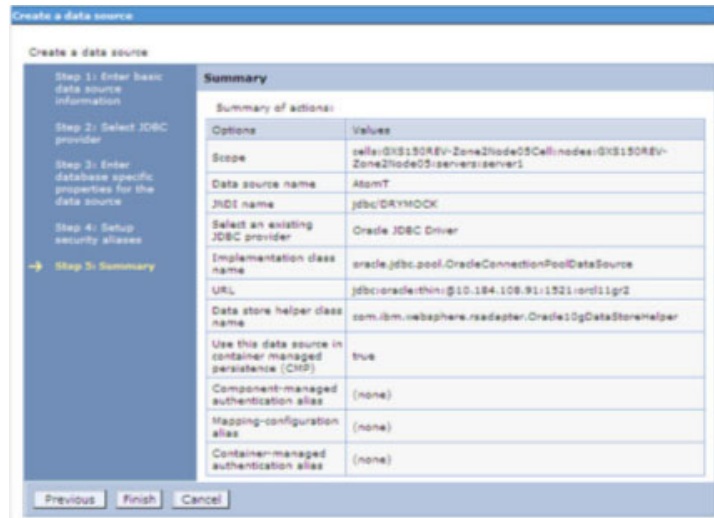 Create a data source
Create a data source
Step 1: Enter basic
data source
information
Step 2: Select JDBC
provider
Step 3: Enter
database specific
properties for the
data source
Step 4: Setup
security aliases
Step 5: Summary
Summary
Summary of actions:
Options Values
Scope cells:GXS150REV-Zone2Node05Cell:nodes:GXS150REV-
Zone2Node05:servers:server1
Data source name AtomT
JNDI name jdbc/DRYMOCK
Select an existing
JDBC provider Oracle JDBC Driver
Implementation class
name oracle.jdbc.pool.OracleConnectionPoolDataSource
URL jdbc:oracle:thin:@10.184.108.91:1521:orcl11gr2
Data store helper class
name com.ibm.websphere.rsadapter.Oracle10gDataStoreHelper
Use this data source in
container managed
persistence (CMP) true
Component-managed
authentication alias (none)
Mapping-configuration
alias (none)
Container-managed
authentication alias (none)
Previous Finish Cancel